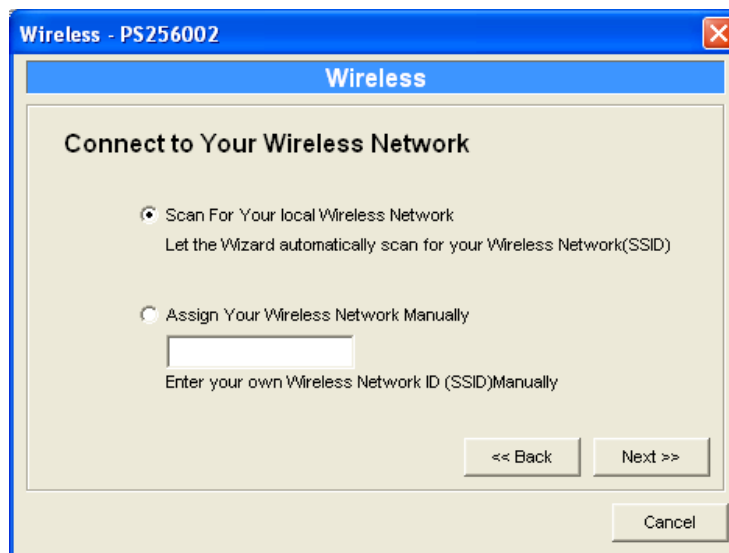 Wireless - PS256002
Wireless
Connect to Your Wireless Network
Scan For Your local Wireless Network
Let the Wizard automatically scan for your Wireless Network(SSID)
Assign Your Wireless Network Manually
Enter your own Wireless Network ID (SSID)Manually
<< Back
Next >>
Cancel